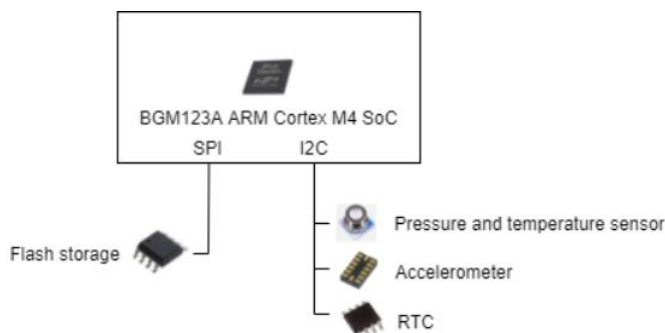 BGM123A ARM Cortex M4 SoC
SPI I2C
Flash storage
Pressure and temperature sensor
Accelerometer
RTC